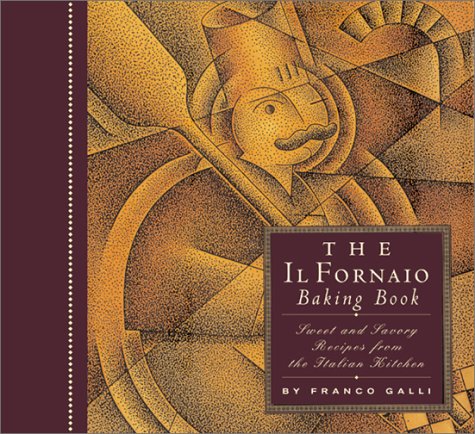 THE
IL FORNAIO
Baking Book
Sweet and Savory
Recipes from
the Italian Kitchen
BY FRANCO GALLI